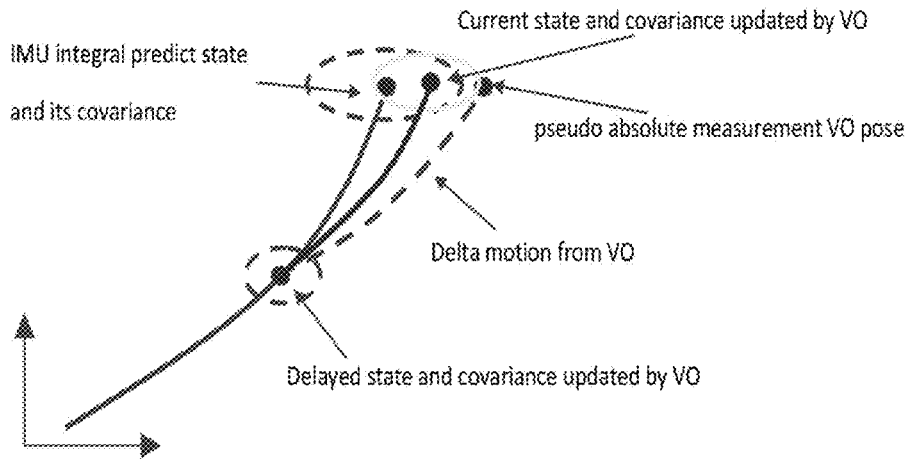 Current state and covariance updated by VO
IMU integral predict state
and its covariance
pseudo absolute measurement VO pose
Delta motion from VO
Delayed state and covariance updated by VO